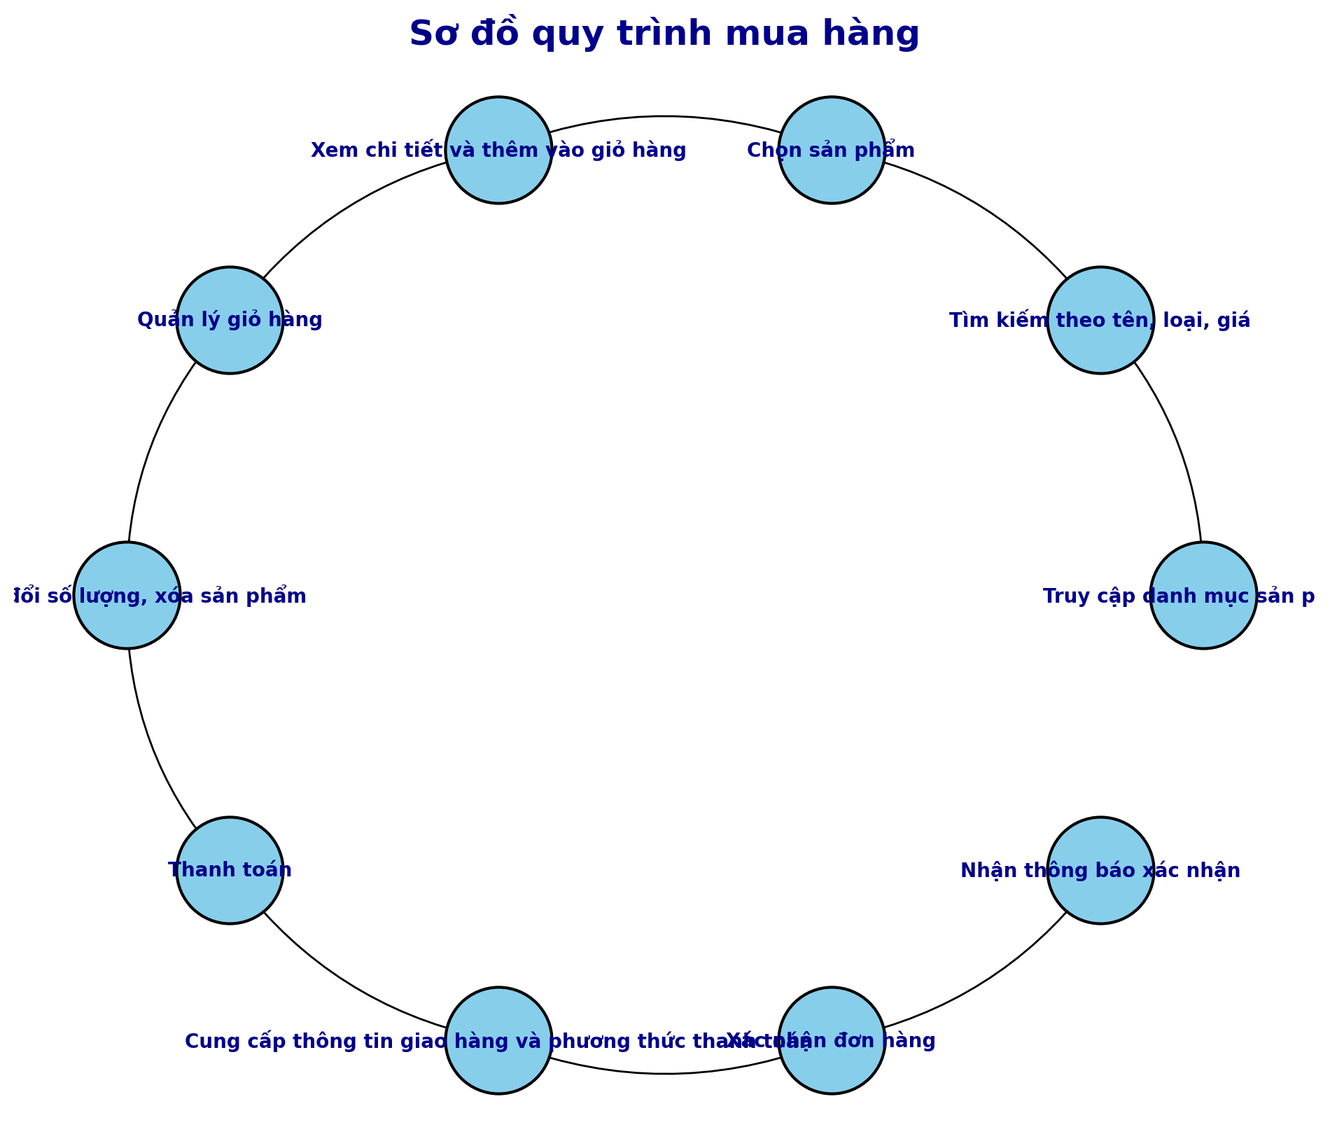 Sơ đồ quy trình mua hàng
Xem chi tiết và thêm vào giỏ hàng
Chọn sản phẩm
Quản lý giỏ hàng
Tìm kiếm theo tên, loại, giá
số lượng, xóa sản phẩm
Truy cập danh mục sản
Thanh toán
Nhận thông báo xác nhận
Cung cấp thông tin giao hàng và phương thức thanh toán
Xác nhận đơn hàng